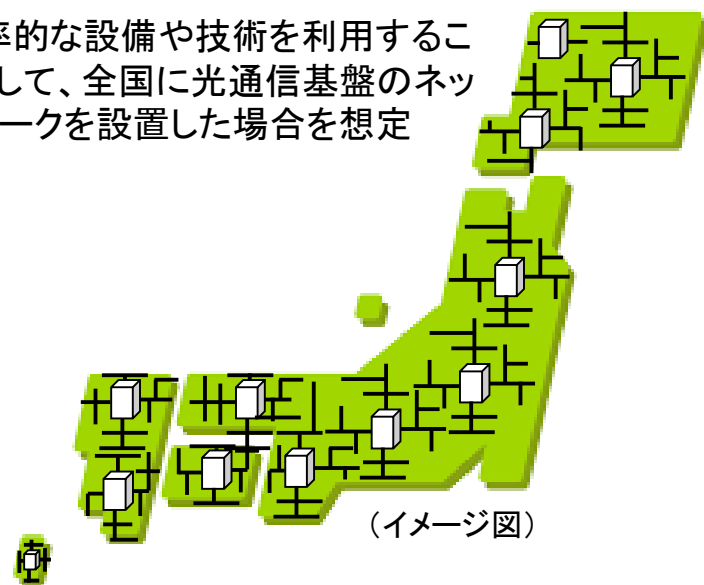 率的な設備や技術を利用するこ
して、全国に光通信基盤のネッ
ークを設置した場合を想定
（イメージ図）